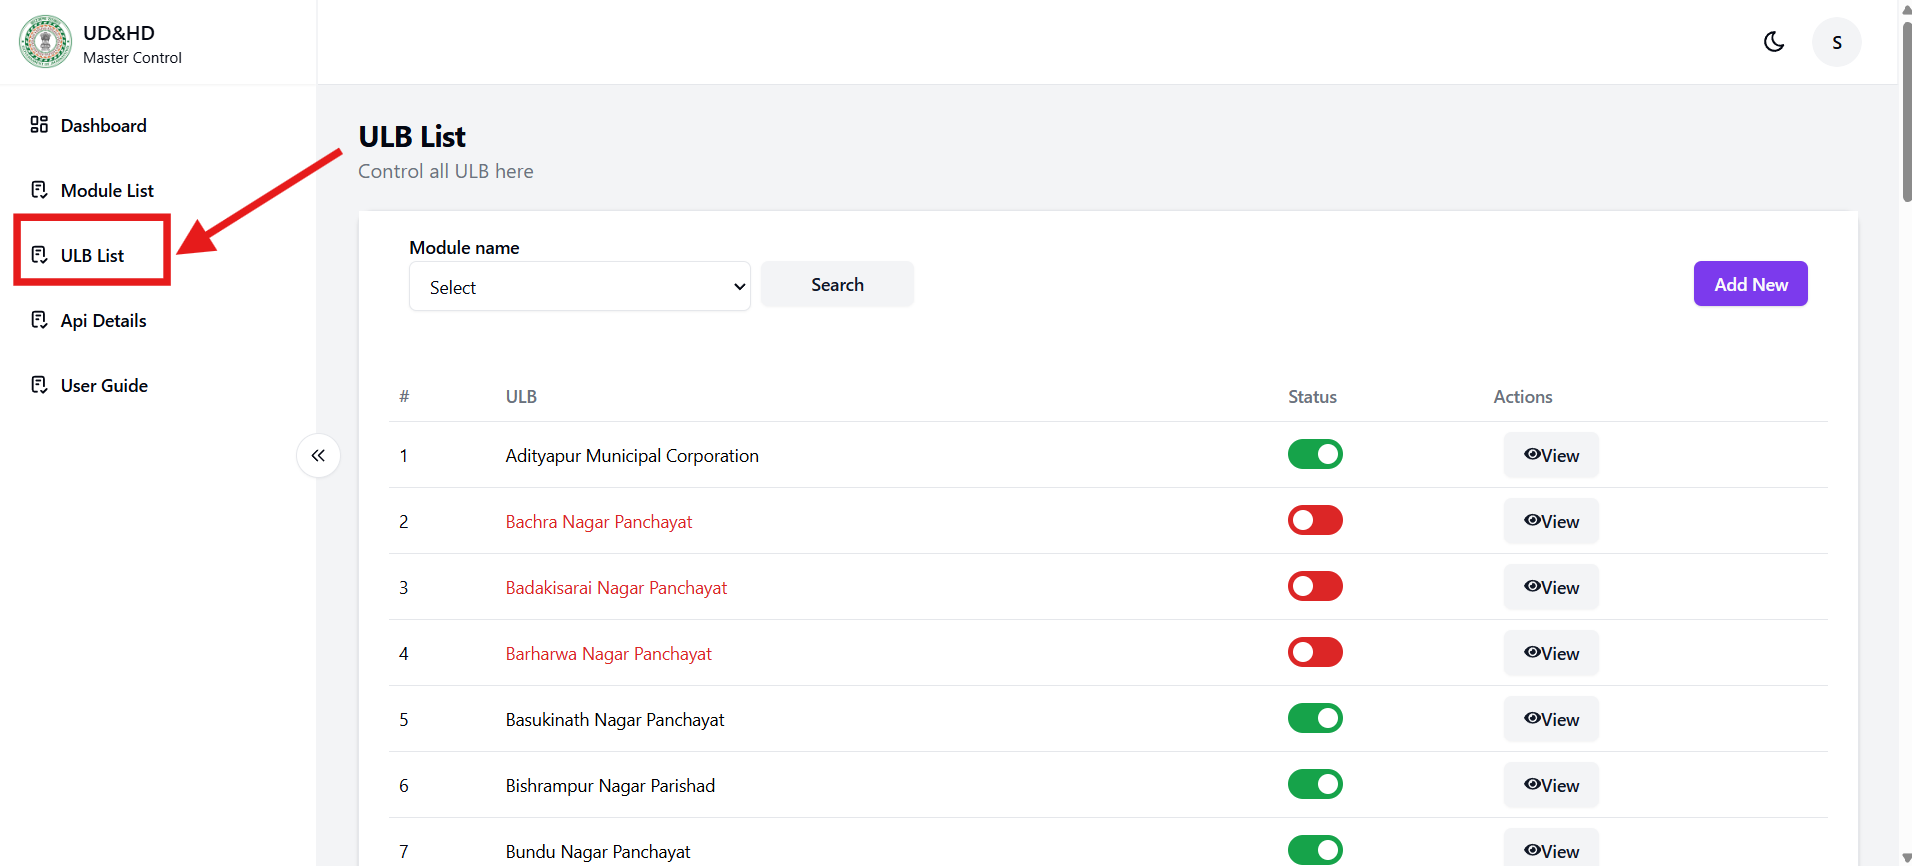 UD&HD
Master Control
S
Dashboard
Module List
ULB List
Api Details
User Guide
ULB List
Control all ULB here
Module name
Select
Search
Add New
# ULB Status Actions
1 Adityapur Municipal Corporation View
2 Bachra Nagar Panchayat View
3 Badakisarai Nagar Panchayat View
4 Barharwa Nagar Panchayat View
5 Basukinath Nagar Panchayat View
6 Bishrampur Nagar Parishad View
7 Bundu Nagar Panchayat View